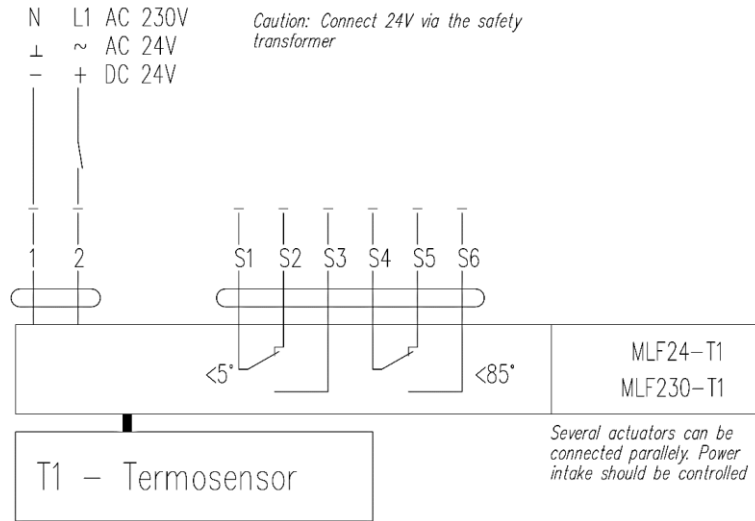 N L1 AC 230V
⊥ ~ AC 24V
− + DC 24V
Caution: Connect 24V via the safety
transformer
1 2 S1 S2 S3 S4 S5 S6
<5° <85°
MLF24-T1
MLF230-T1
Several actuators can be
connected parallely. Power
intake should be controlled
T1 - Termosensor